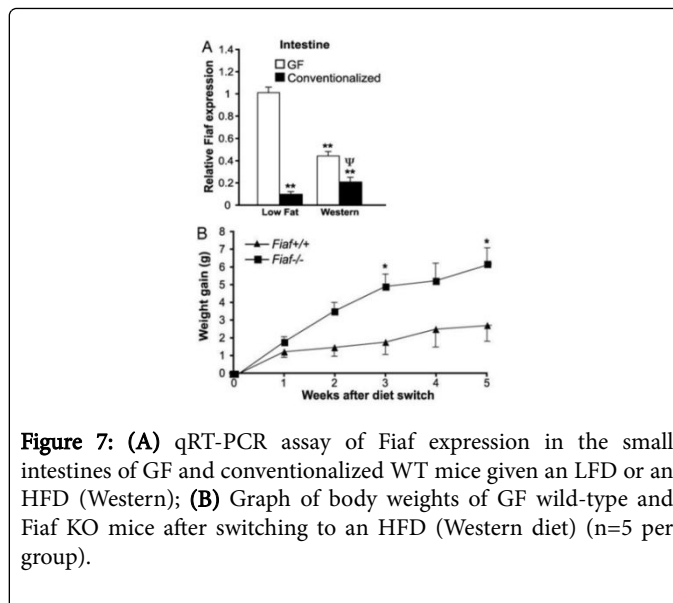 A
Intestine
GF
Conventionalized
Relative Fiaf expression
1.4
1.2
1
0.8
0.6
0.4
0.2
0
**
**
Ψ
**
Low Fat
Western
B
Fiaf+/+
Fiaf-/-
Weight gain (g)
8
7
6
5
4
3
2
1
0
*
*
0 1 2 3 4 5
Weeks after diet switch
Figure 7: (A) qRT-PCR assay of Fiaf expression in the small
intestines of GF and conventionalized WT mice given an LFD or an
HFD (Western); (B) Graph of body weights of GF wild-type and
Fiaf KO mice after switching to an HFD (Western diet) (n=5 per
group).